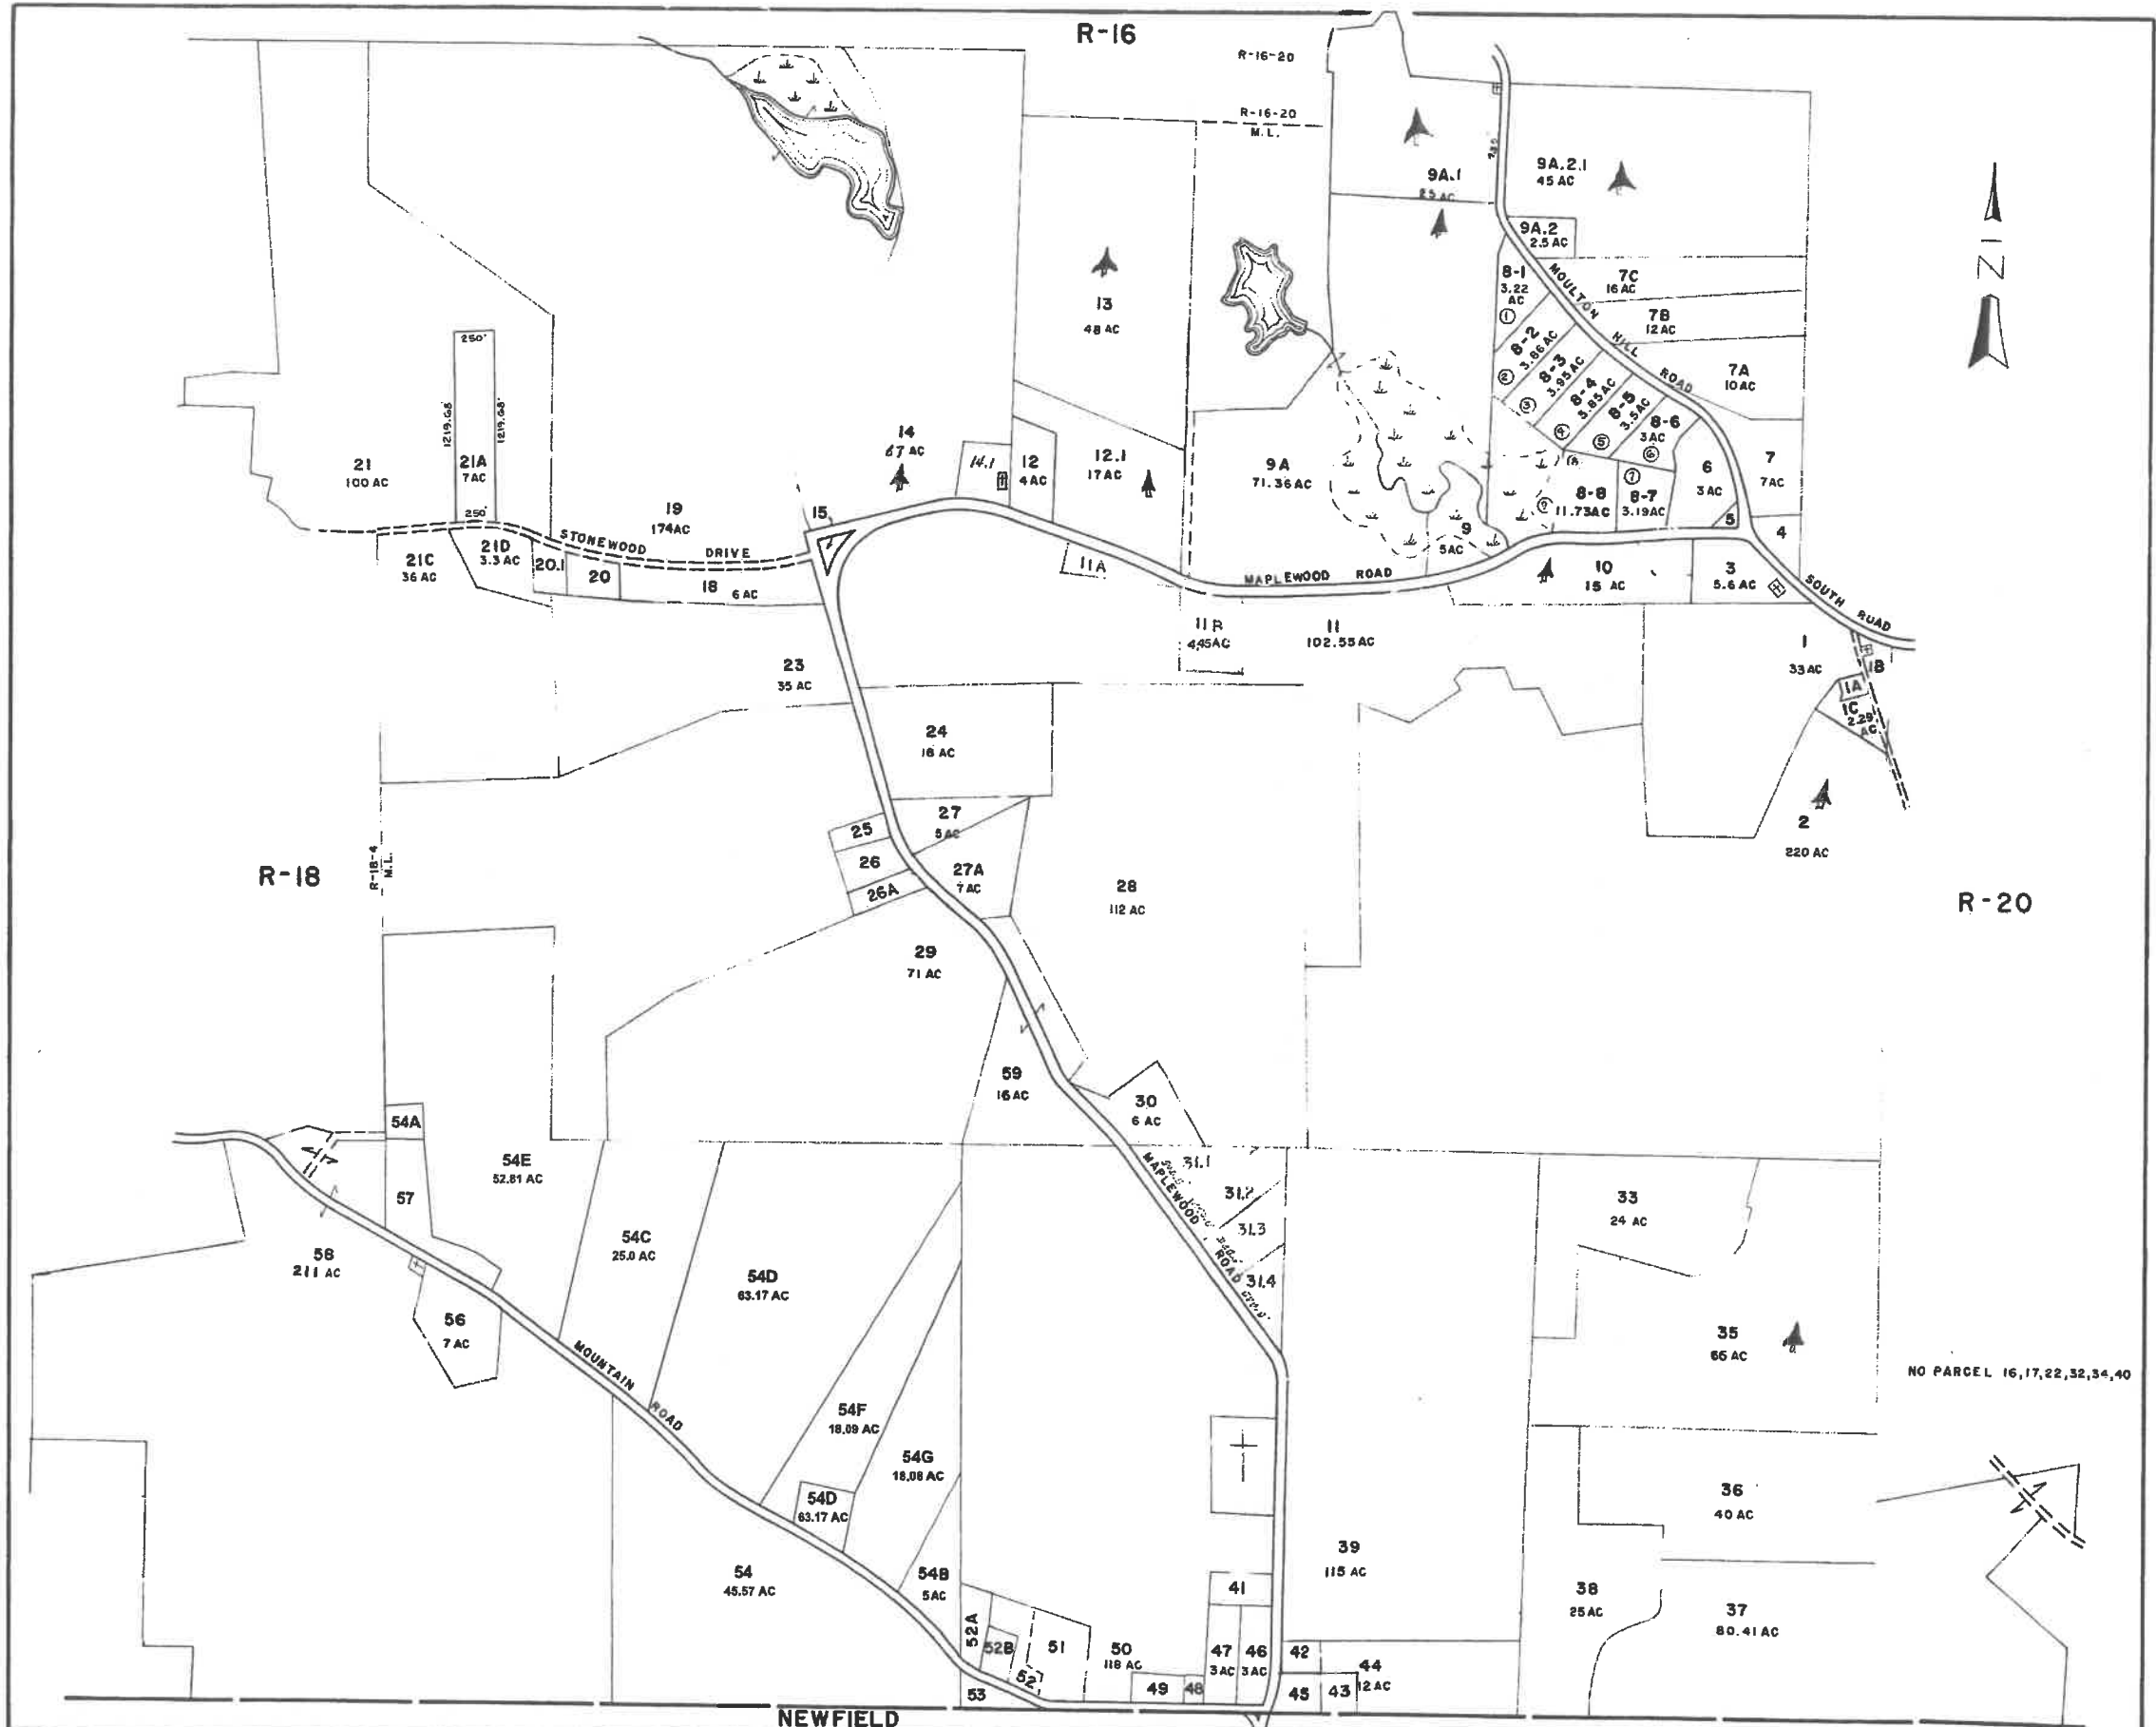 R-16
R-16-20
R-16-20
M.L.
9A.1
25 AC
9A.2.1
45 AC
9A.2
2.5 AC
N
8-1
3.22
AC
1
MOULTON HILL ROAD
7C
16 AC
7B
12 AC
7A
10 AC
8-2
3.66 AC
2
8-3
3.95 AC
3
8-4
3.85 AC
4
8-5
3.5 AC
5
8-6
3 AC
6
13
48 AC
250'
1219.68'
1219.68'
21A
7 AC
250'
21
100 AC
14
67 AC
14.1
12
4 AC
12.1
17 AC
9A
71.36 AC
9
5 AC
8-8
11.73 AC
7
8-7
3.19 AC
6
3 AC
5
7
7 AC
4
19
174 AC
15
STONEWOOD DRIVE
21C
36 AC
21D
3.3 AC
20.1
20
18
6 AC
11A
MAPLEWOOD ROAD
10
15 AC
3
5.6 AC
SOUTH ROAD
11B
4.45 AC
11
102.55 AC
1
33 AC
1B
1A
1C
2.29
AC.
23
35 AC
24
18 AC
2
220 AC
25
26
26A
27
5 AC
27A
7 AC
R-18
R-18-4
M.L.
28
112 AC
R-20
29
71 AC
59
16 AC
30
6 AC
54A
54E
52.81 AC
57
31.1
31.2
31.3
31.4
MAPLEWOOD ROAD
33
24 AC
58
211 AC
54C
25.0 AC
54D
63.17 AC
56
7 AC
35
66 AC
NO PARCEL 16,17,22,32,34,40
MOUNTAIN ROAD
54F
18.09 AC
54G
18.08 AC
54D
63.17 AC
36
40 AC
39
115 AC
54
45.57 AC
54B
5 AC
41
38
25 AC
37
80.41 AC
52A
52B
52
51
50
118 AC
47
3 AC
46
3 AC
42
44
12 AC
53
49
48
45
43
NEWFIELD